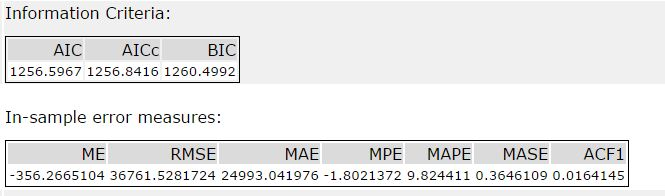 Information Criteria:
AIC AICc BIC
1256.5967 1256.8416 1260.4992
In-sample error measures:
ME RMSE MAE MPE MAPE MASE ACF1
-356.2665104 36761.5281724 24993.041976 -1.8021372 9.824411 0.3646109 0.0164145